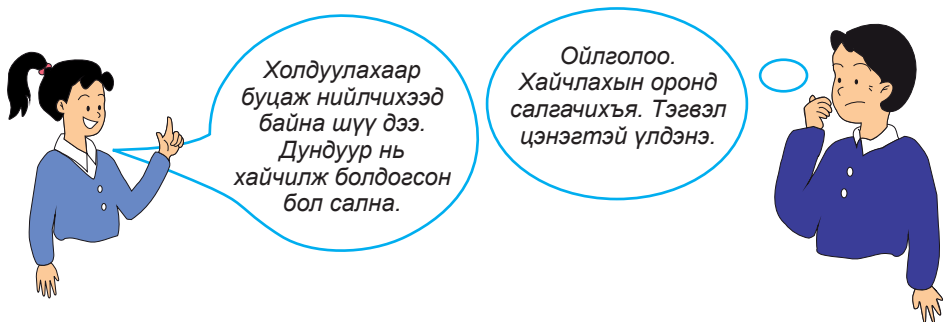 Холдуулахаар
буцаж нийлчихээд
байна шүү дээ.
Дундуур нь
хайчилж болдогсон
бол сална.
Ойлголоо.
Хайчлахын оронд
салгачихъя. Тэгвэл
цэнэгтэй үлдэнэ.